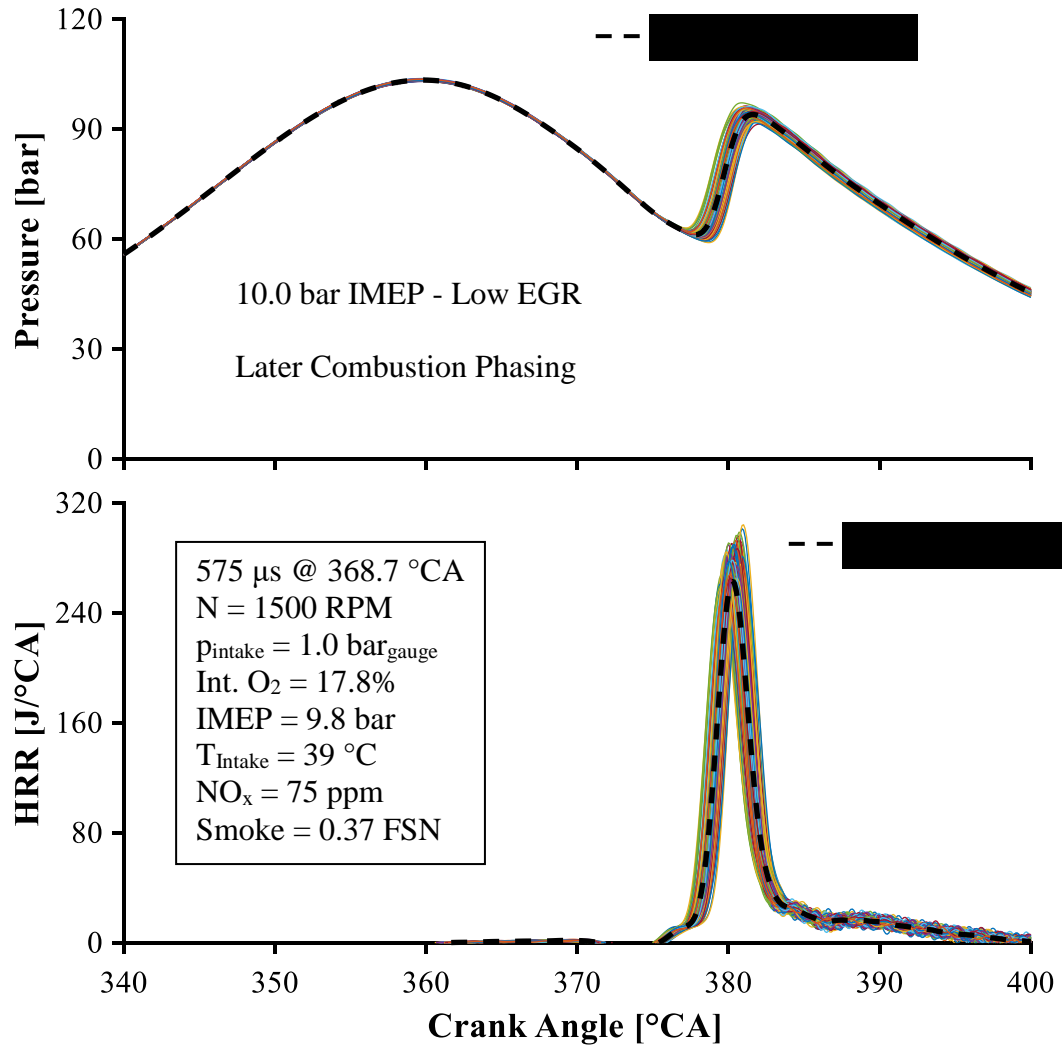 120
90
60
30
0
Pressure [bar]
10.0 bar IMEP - Low EGR
Later Combustion Phasing
320
240
160
80
0
HRR [J/°CA]
575 μs @ 368.7 °CA
N = 1500 RPM
pintake = 1.0 bargauge
Int. O2 = 17.8%
IMEP = 9.8 bar
TIntake = 39 °C
NOx = 75 ppm
Smoke = 0.37 FSN
340 350 360 370 380 390 400
Crank Angle [°CA]